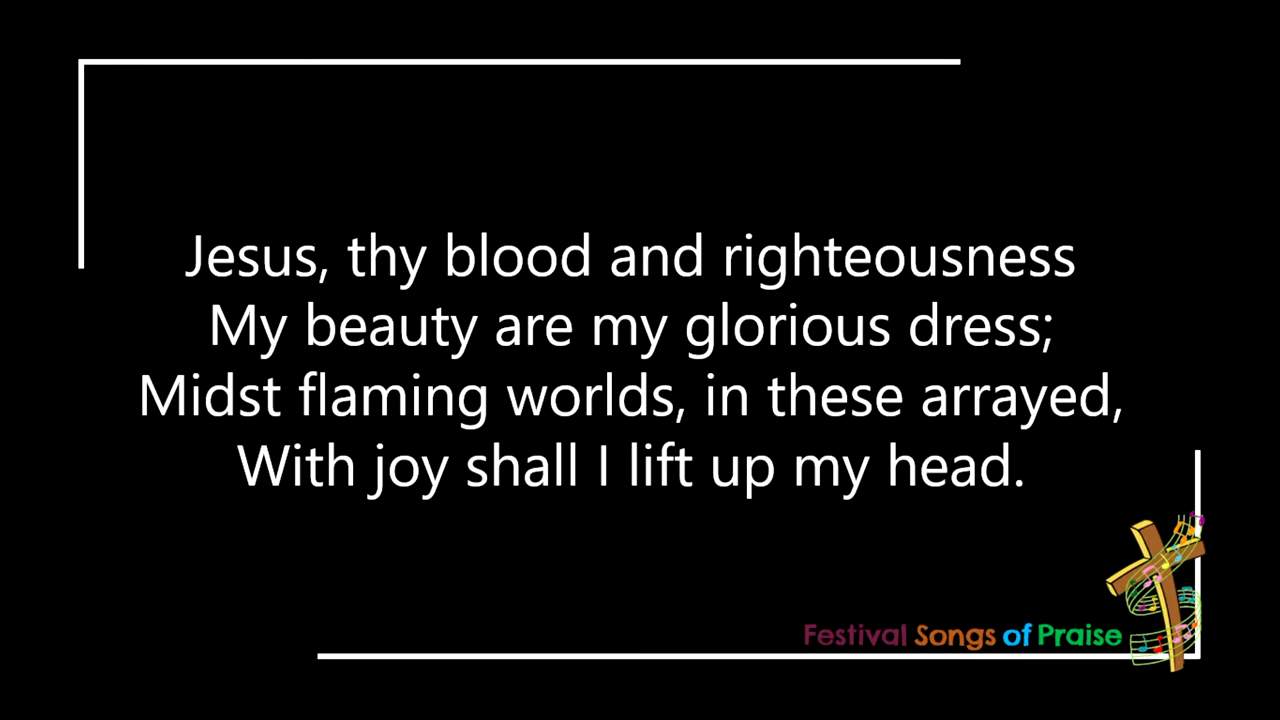 Jesus, thy blood and righteousness
My beauty are my glorious dress;
Midst flaming worlds, in these arrayed,
With joy shall I lift up my head.
Festival Songs of Praise